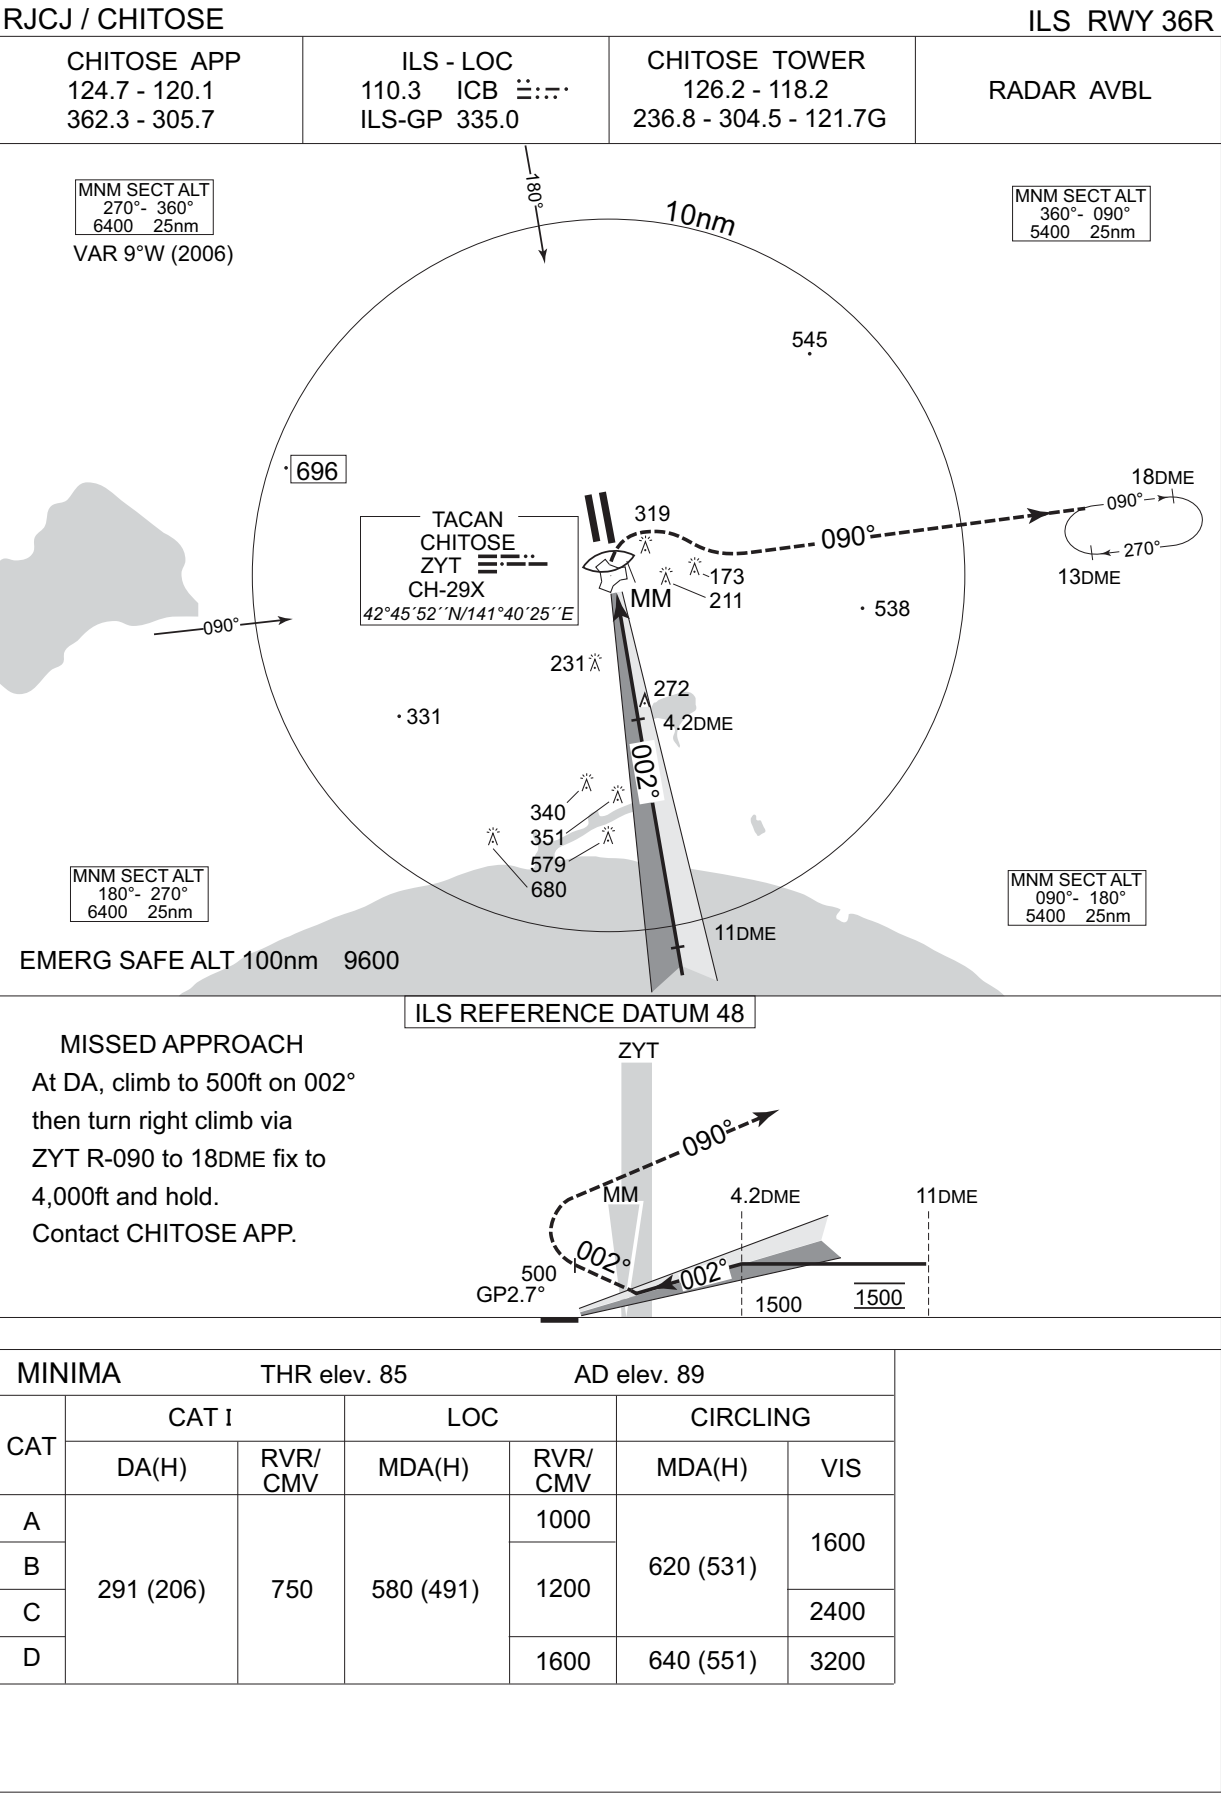 RJCJ / CHITOSE
ILS RWY 36R
CHITOSE APP
124.7 - 120.1
362.3 - 305.7
ILS - LOC
110.3 ICB
ILS-GP 335.0
CHITOSE TOWER
126.2 - 118.2
236.8 - 304.5 - 121.7G
RADAR AVBL
MNM SECT ALT
270°- 360°
6400 25nm
VAR 9°W (2006)
180°
10nm
MNM SECT ALT
360°- 090°
5400 25nm
545
696
18DME
090°
270°
13DME
TACAN
CHITOSE
ZYT
CH-29X
42°45´52´´N/141°40´25´´E
319
090°
173
211
MM
538
090°
231
272
4.2DME
331
002°
340
351
579
680
MNM SECT ALT
180°- 270°
6400 25nm
MNM SECT ALT
090°- 180°
5400 25nm
11DME
EMERG SAFE ALT 100nm 9600
ILS REFERENCE DATUM 48
MISSED APPROACH
At DA, climb to 500ft on 002°
then turn right climb via
ZYT R-090 to 18DME fix to
4,000ft and hold.
Contact CHITOSE APP.
ZYT
090°
MM
4.2DME
11DME
002°
500
GP2.7°
002°
1500
1500
MINIMA THR elev. 85 AD elev. 89
CAT
CAT I
LOC
CIRCLING
DA(H)
RVR/
CMV
MDA(H)
RVR/
CMV
MDA(H)
VIS
A
B
C
D
291 (206)
750
580 (491)
1000
1200
1600
620 (531)
640 (551)
1600
2400
3200